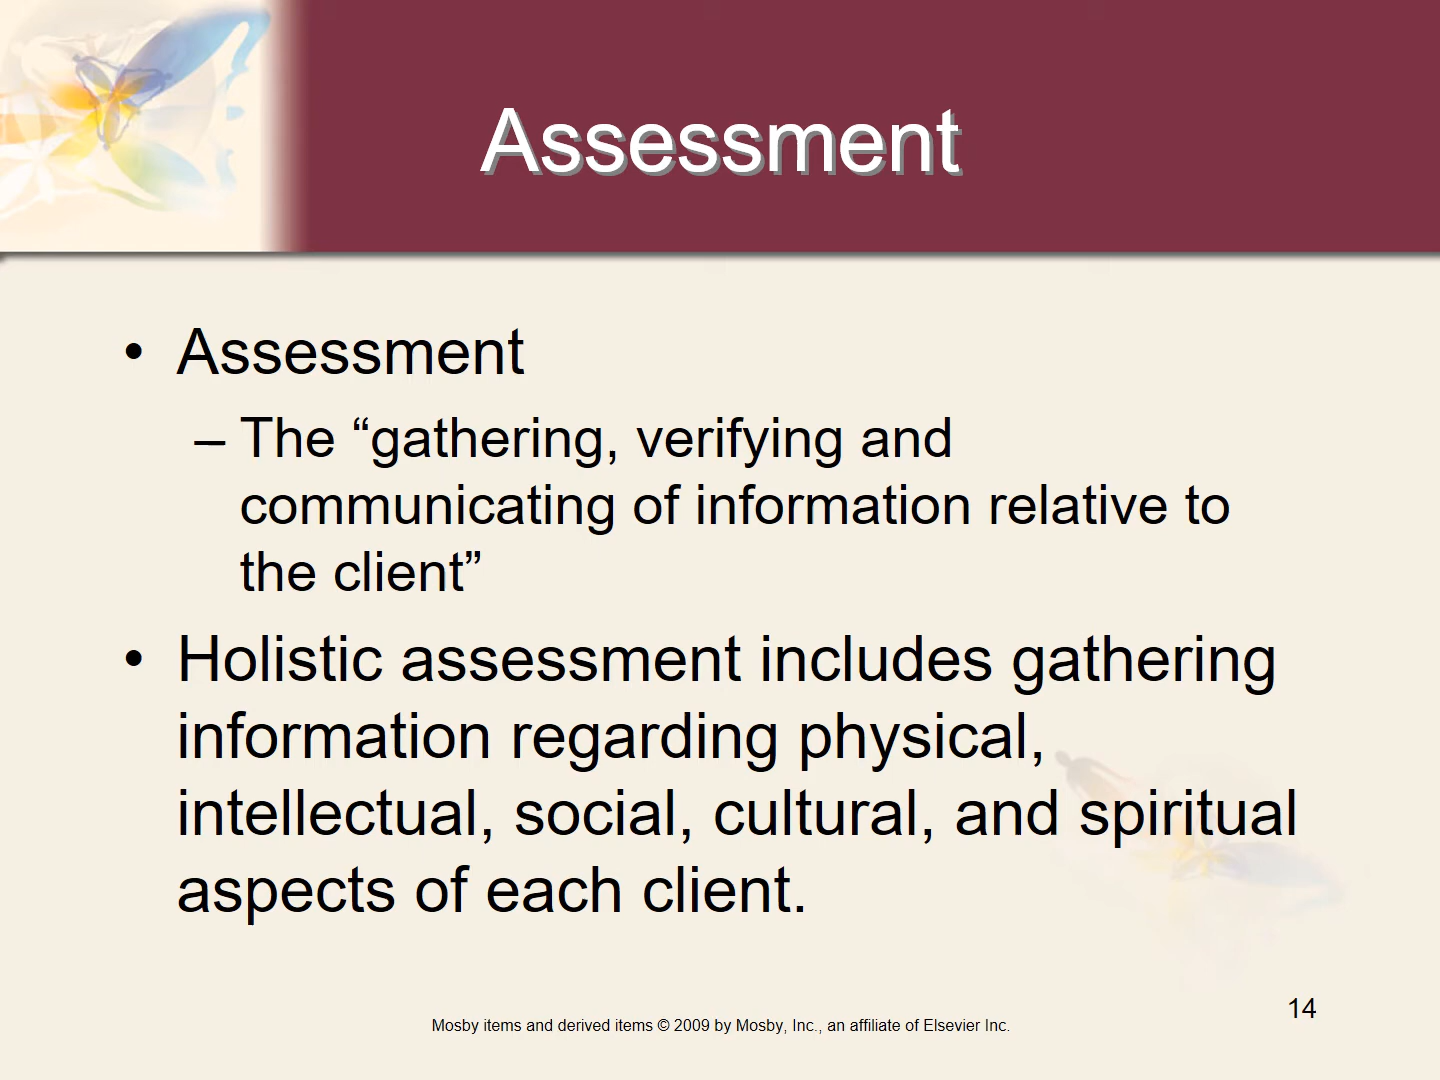 Assessment
• Assessment
– The “gathering, verifying and
communicating of information relative to
the client”
• Holistic assessment includes gathering
information regarding physical,
intellectual, social, cultural, and spiritual
aspects of each client.
14
Mosby items and derived items © 2009 by Mosby, Inc., an affiliate of Elsevier Inc.